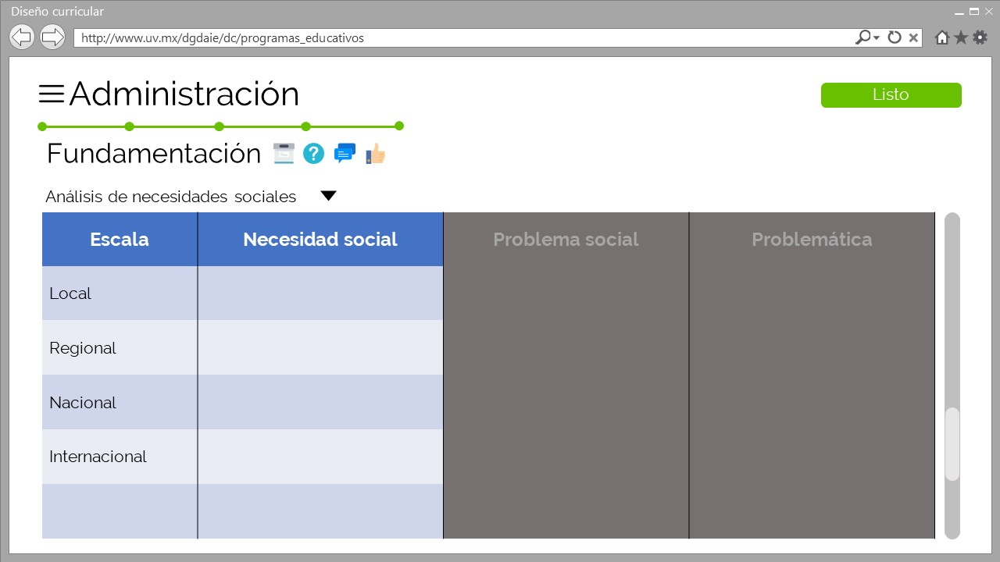 Diseño curricular
http://www.uv.mx/dgdaie/dc/programas_educativos
Administración
Listo
Fundamentación
Análisis de necesidades sociales
Escala
Necesidad social
Problema social
Problemática
Local
Regional
Nacional
Internacional